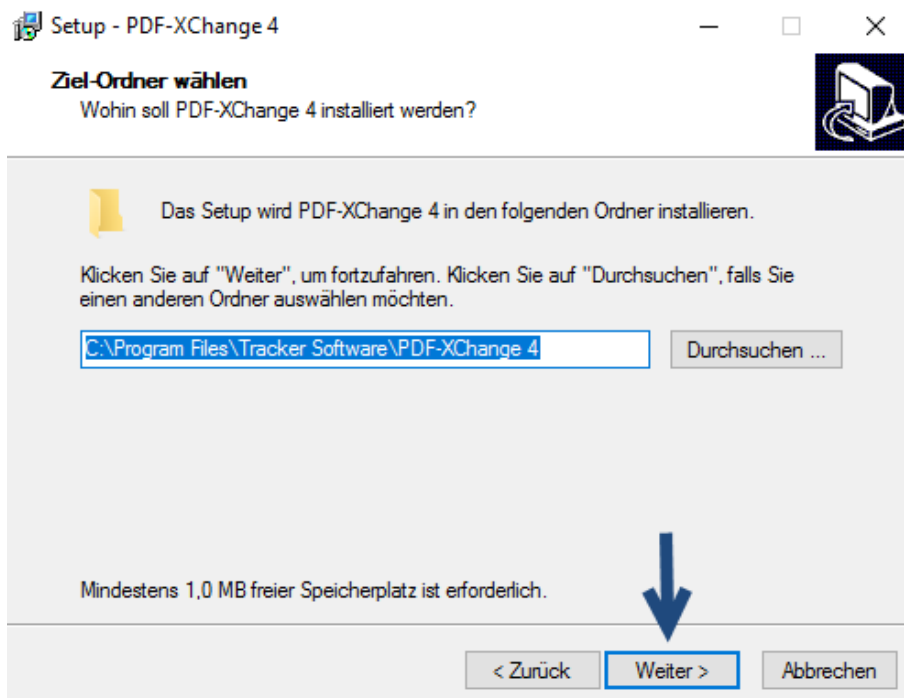 Setup - PDF-XChange 4
Ziel-Ordner wählen
Wohin soll PDF-XChange 4 installiert werden?
Das Setup wird PDF-XChange 4 in den folgenden Ordner installieren.
Klicken Sie auf "Weiter", um fortzufahren. Klicken Sie auf "Durchsuchen", falls Sie
einen anderen Ordner auswählen möchten.
C:\Program Files\Tracker Software\PDF-XChange 4
Durchsuchen ...
Mindestens 1,0 MB freier Speicherplatz ist erforderlich.
< Zurück
Weiter >
Abbrechen